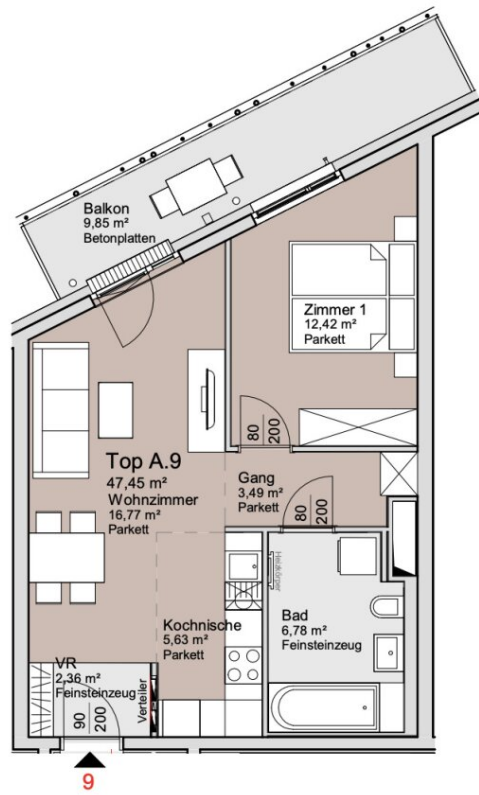 Balkon
9,85 m²
Betonplatten
Zimmer 1
12,42 m²
Parkett
80
200
Top A.9
47,45 m²
Wohnzimmer
16,77 m²
Parkett
Gang
3,49 m²
Parkett
80
200
Heizkörper
Kochnische
5,63 m²
Parkett
Bad
6,78 m²
Feinsteinzeug
VR
2,36 m²
Feinsteinzeug
Verteiler
90
200
9